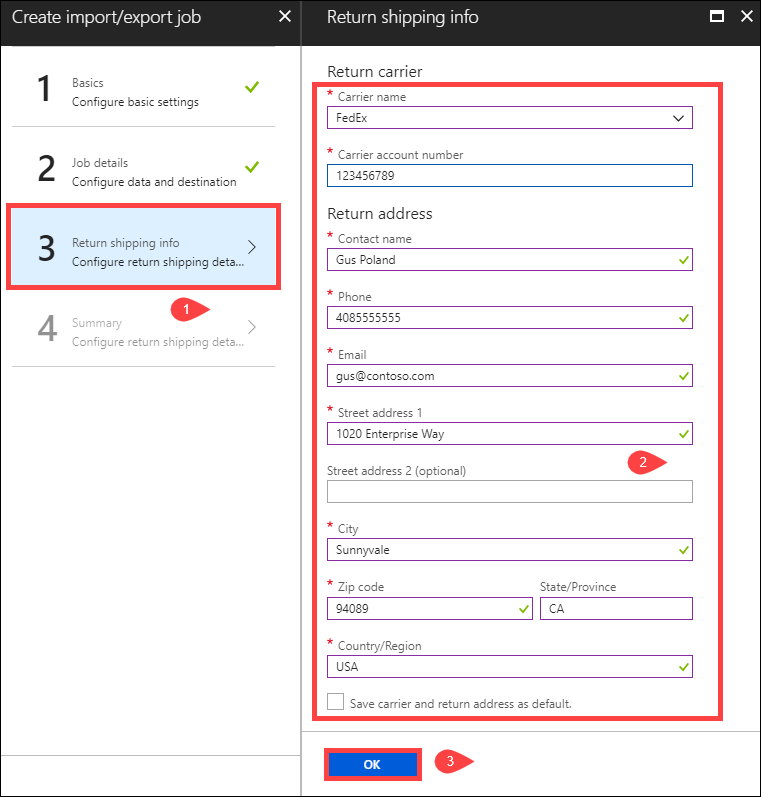 Create import/export job
1
Basics
Configure basic settings
2
Job details
Configure data and destination
3
Return shipping info
Configure return shipping deta...
1
4
Summary
Configure return shipping deta...
Return shipping info
Return carrier
* Carrier name
FedEx
* Carrier account number
123456789
Return address
* Contact name
Gus Poland
* Phone
4085555555
* Email
gus@contoso.com
* Street address 1
1020 Enterprise Way
2
Street address 2 (optional)
* City
Sunnyvale
* Zip code State/Province
94089 CA
* Country/Region
USA
Save carrier and return address as default.
OK
3